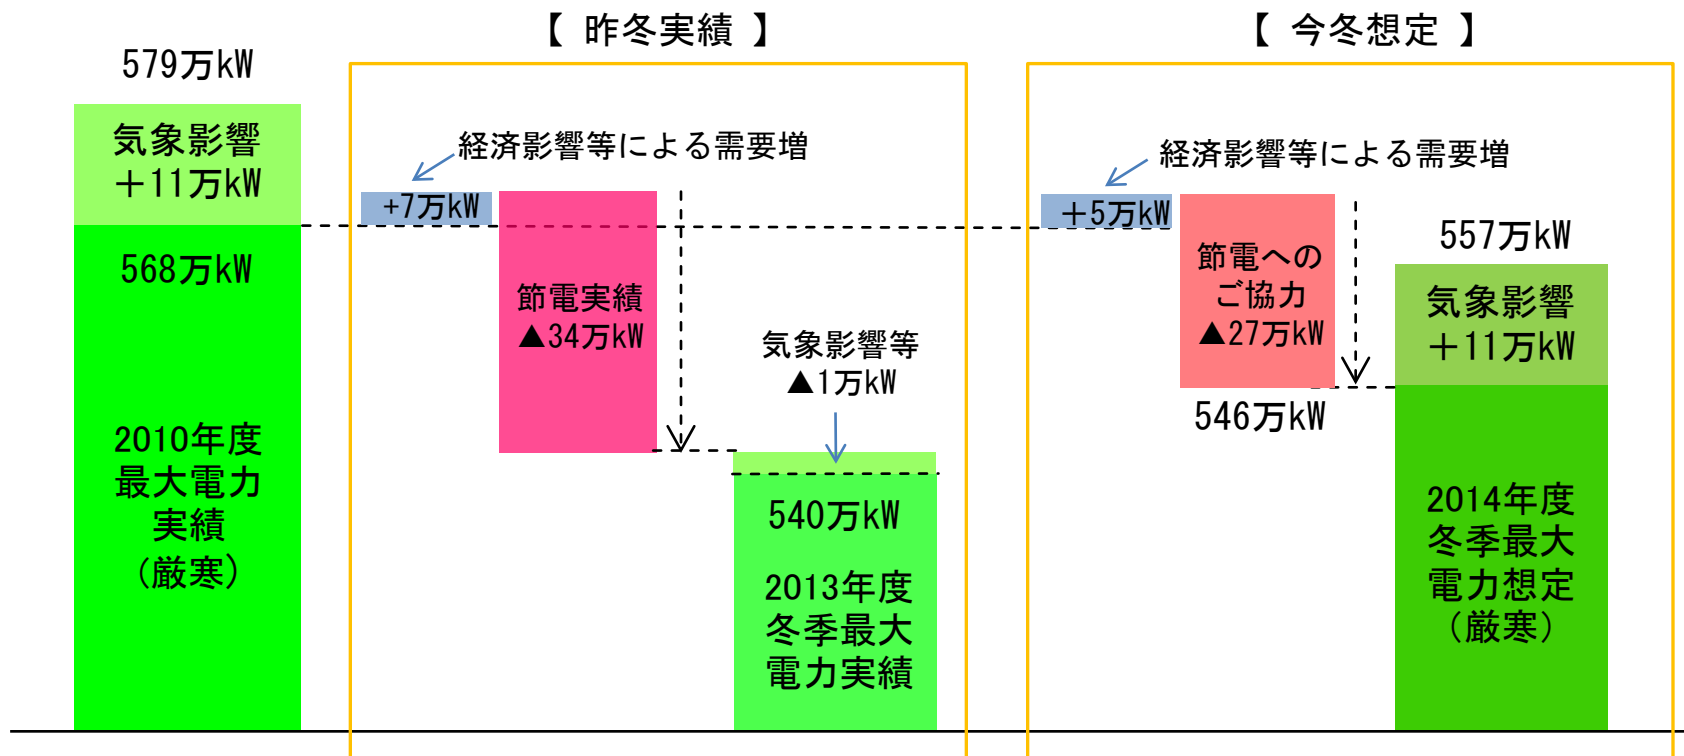 【 昨冬実績 】
【 今冬想定 】
579万kW
気象影響
＋11万kW
568万kW
2010年度
最大電力
実績
（厳寒）
経済影響等による需要増
+7万kW
節電実績
▲34万kW
気象影響等
▲1万kW
540万kW
2013年度
冬季最大
電力実績
経済影響等による需要増
＋5万kW
節電への
ご協力
▲27万kW
546万kW
557万kW
気象影響
＋11万kW
2014年度
冬季最大
電力想定
（厳寒）